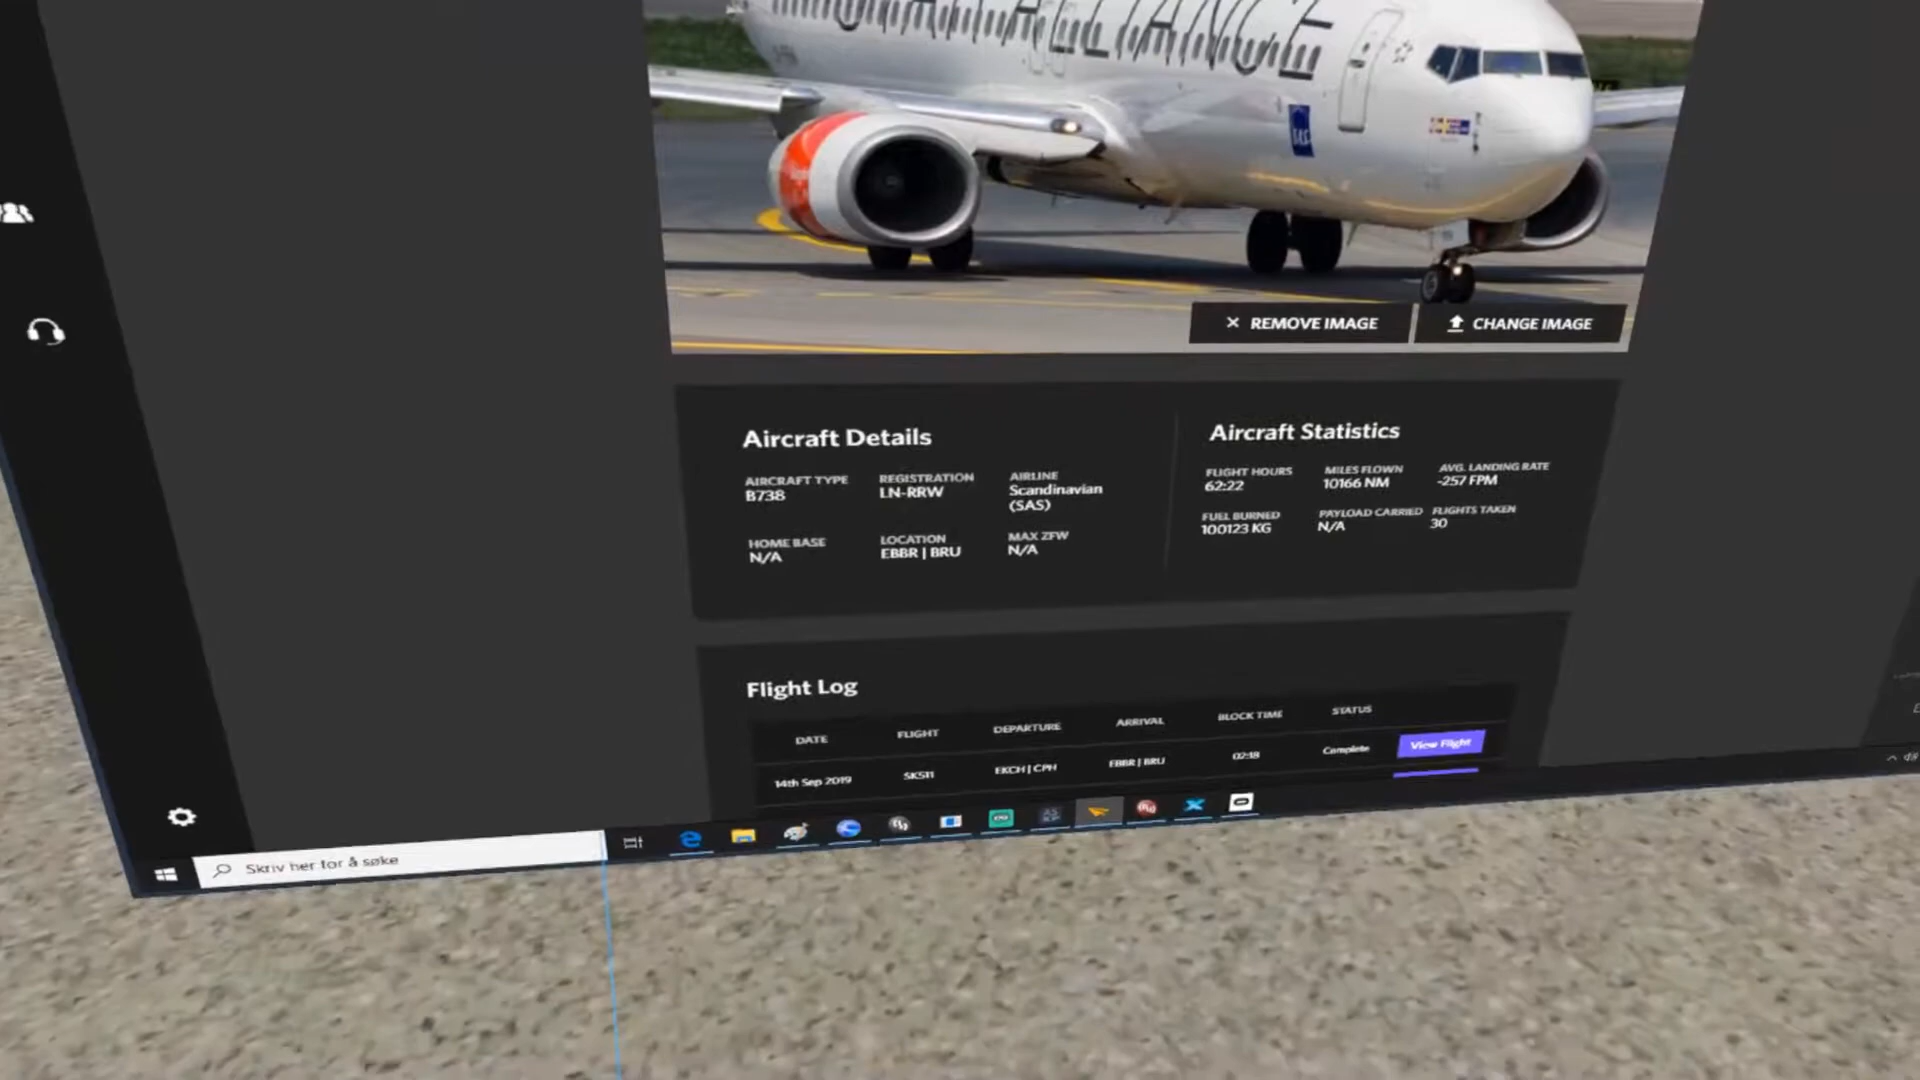 STAR ALLIANCE
SAS
REMOVE IMAGE
CHANGE IMAGE
Aircraft Details
AIRCRAFT TYPE
B738
REGISTRATION
LN-RRW
AIRLINE
Scandinavian
(SAS)
HOME BASE
N/A
LOCATION
EBBR | BRU
MAX ZFW
N/A
Aircraft Statistics
FLIGHT HOURS
62:22
MILES FLOWN
10166 NM
AVG. LANDING RATE
-257 FPM
FUEL BURNED
100123 KG
PAYLOAD CARRIED
N/A
FLIGHTS TAKEN
30
Flight Log
DATE FLIGHT DEPARTURE ARRIVAL BLOCK TIME STATUS
14th Sep 2019 SK511 EKCH | CPH EBBR | BRU 02:18 Complete View Flight
Skriv her for å søke